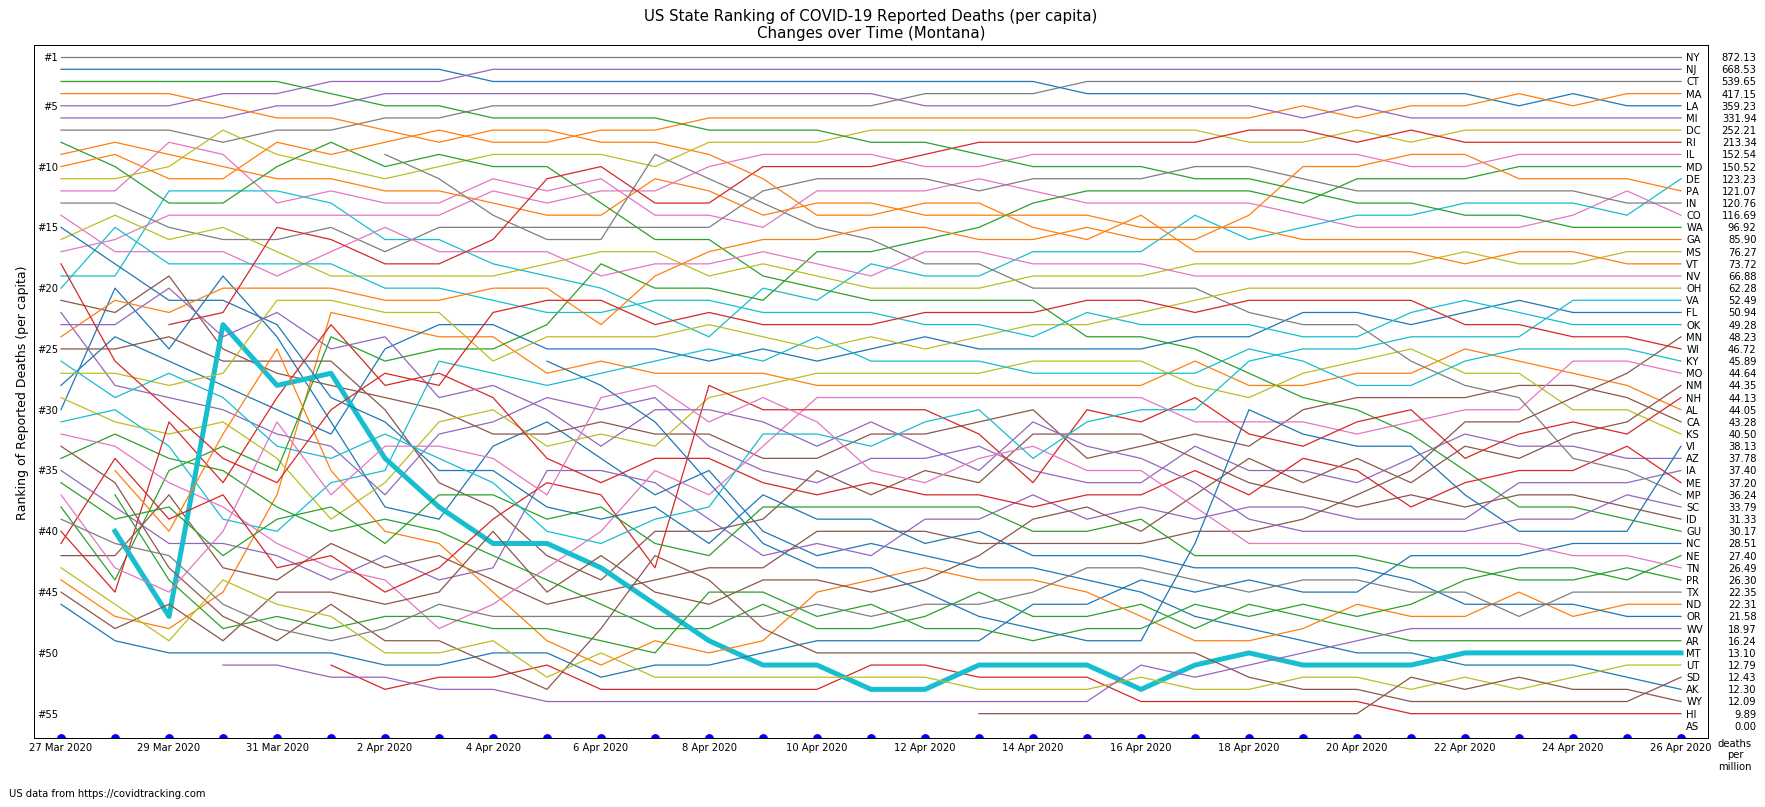 US State Ranking of COVID-19 Reported Deaths (per capita)
Changes over Time (Montana)
Ranking of Reported Deaths (per capita)
#1
#5
#10
#15
#20
#25
#30
#35
#40
#45
#50
#55
NY 872.13
NJ 668.53
CT 539.65
MA 417.15
LA 359.23
MI 331.94
DC 252.21
RI 213.34
IL 152.54
MD 150.52
DE 123.23
PA 121.07
IN 120.76
CO 116.69
WA 96.92
GA 85.90
MS 76.27
VT 73.72
NV 66.88
OH 62.28
VA 52.49
FL 50.94
OK 49.28
MN 48.23
WI 46.72
KY 45.89
MO 44.64
NM 44.35
NH 44.13
AL 44.05
CA 43.28
KS 40.50
VI 38.13
AZ 37.78
IA 37.40
ME 37.20
MP 36.24
SC 33.79
ID 31.33
GU 30.17
NC 28.51
NE 27.40
TN 26.49
PR 26.30
TX 22.35
ND 22.31
OR 21.58
WV 18.97
AR 16.24
MT 13.10
UT 12.79
SD 12.43
AK 12.30
WY 12.09
HI 9.89
AS 0.00
27 Mar 2020 29 Mar 2020 31 Mar 2020 2 Apr 2020 4 Apr 2020 6 Apr 2020 8 Apr 2020 10 Apr 2020 12 Apr 2020 14 Apr 2020 16 Apr 2020 18 Apr 2020 20 Apr 2020 22 Apr 2020 24 Apr 2020 26 Apr 2020
deaths
per
million
US data from https://covidtracking.com